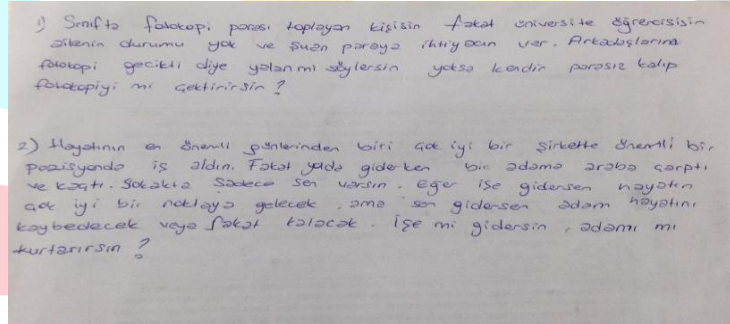 1) Sınıfta fotokopi parası toplayan kişisin fakat üniversite öğrencisisin
ailenin durumu yok ve şuan paraya ihtiyacın var. Arkadaşlarına
fotokopi gecikti diye yalan mı söylersin yoksa kendin parasız kalıp
fotokopiyi mi çektirirsin?
2) Hayatının en önemli günlerinden biri çok iyi bir şirkette önemli bir
pozisyonda iş aldın. Fakat yolda giderken bir adama araba çarptı
ve kaçtı. Sokakta sadece sen varsın. eğer işe gidersen hayatın
çok iyi bir noktaya gelecek, ama sen gidersen adam hayatını
kaybedecek veya sakat kalacak. İşe mi gidersin, adamı mı
kurtarırsın?